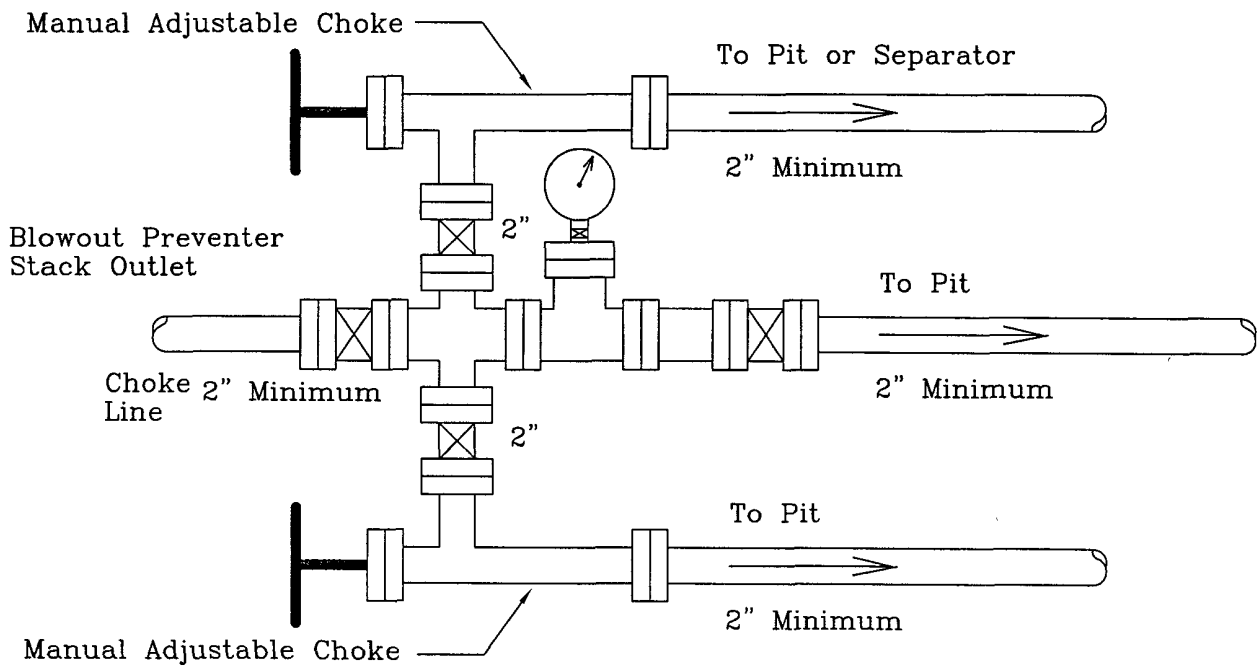 Manual Adjustable Choke
To Pit or Separator
2" Minimum
2"
Blowout Preventer
Stack Outlet
To Pit
Choke
Line
2" Minimum
2" Minimum
2"
To Pit
2" Minimum
Manual Adjustable Choke